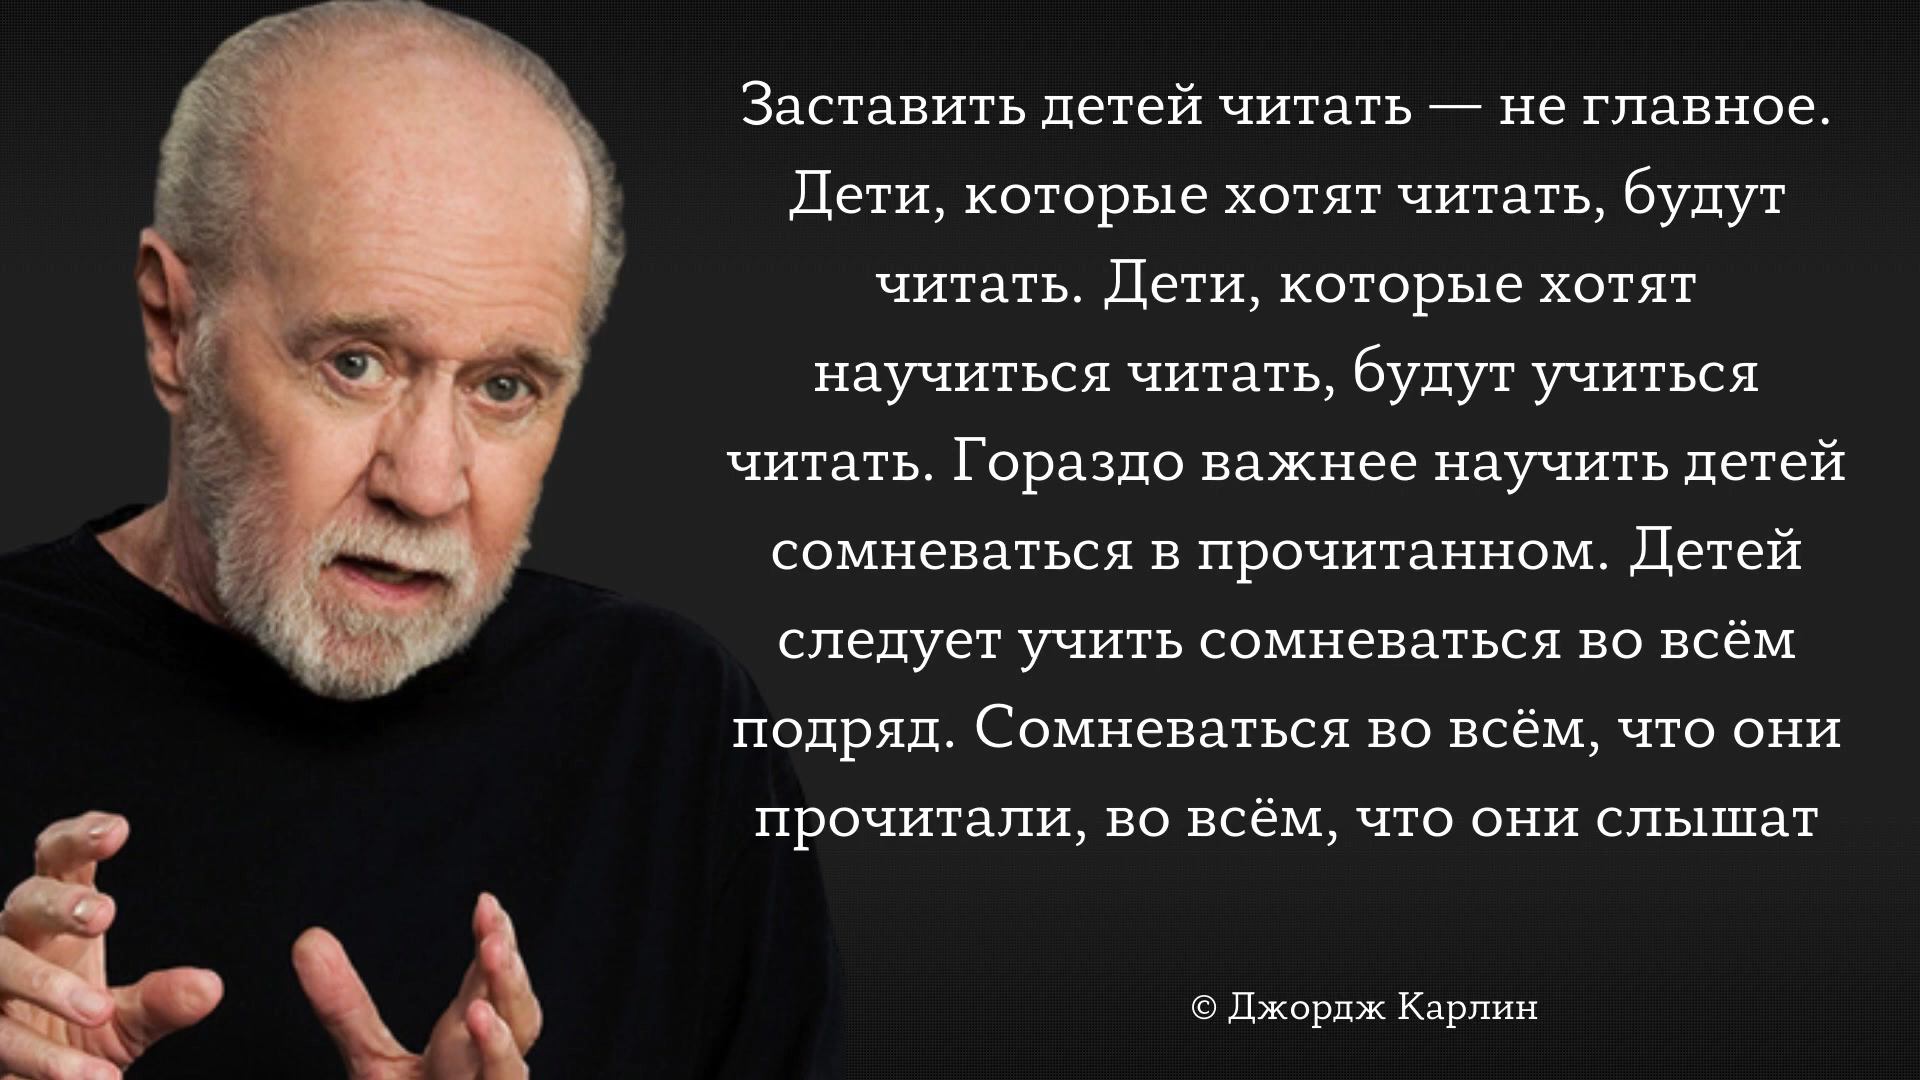 Заставить детей читать — не главное.
Дети, которые хотят читать, будут
читать. Дети, которые хотят
научиться читать, будут учиться
читать. Гораздо важнее научить детей
сомневаться в прочитанном. Детей
следует учить сомневаться во всём
подряд. Сомневаться во всём, что они
прочитали, во всём, что они слышат
© Джордж Карлин